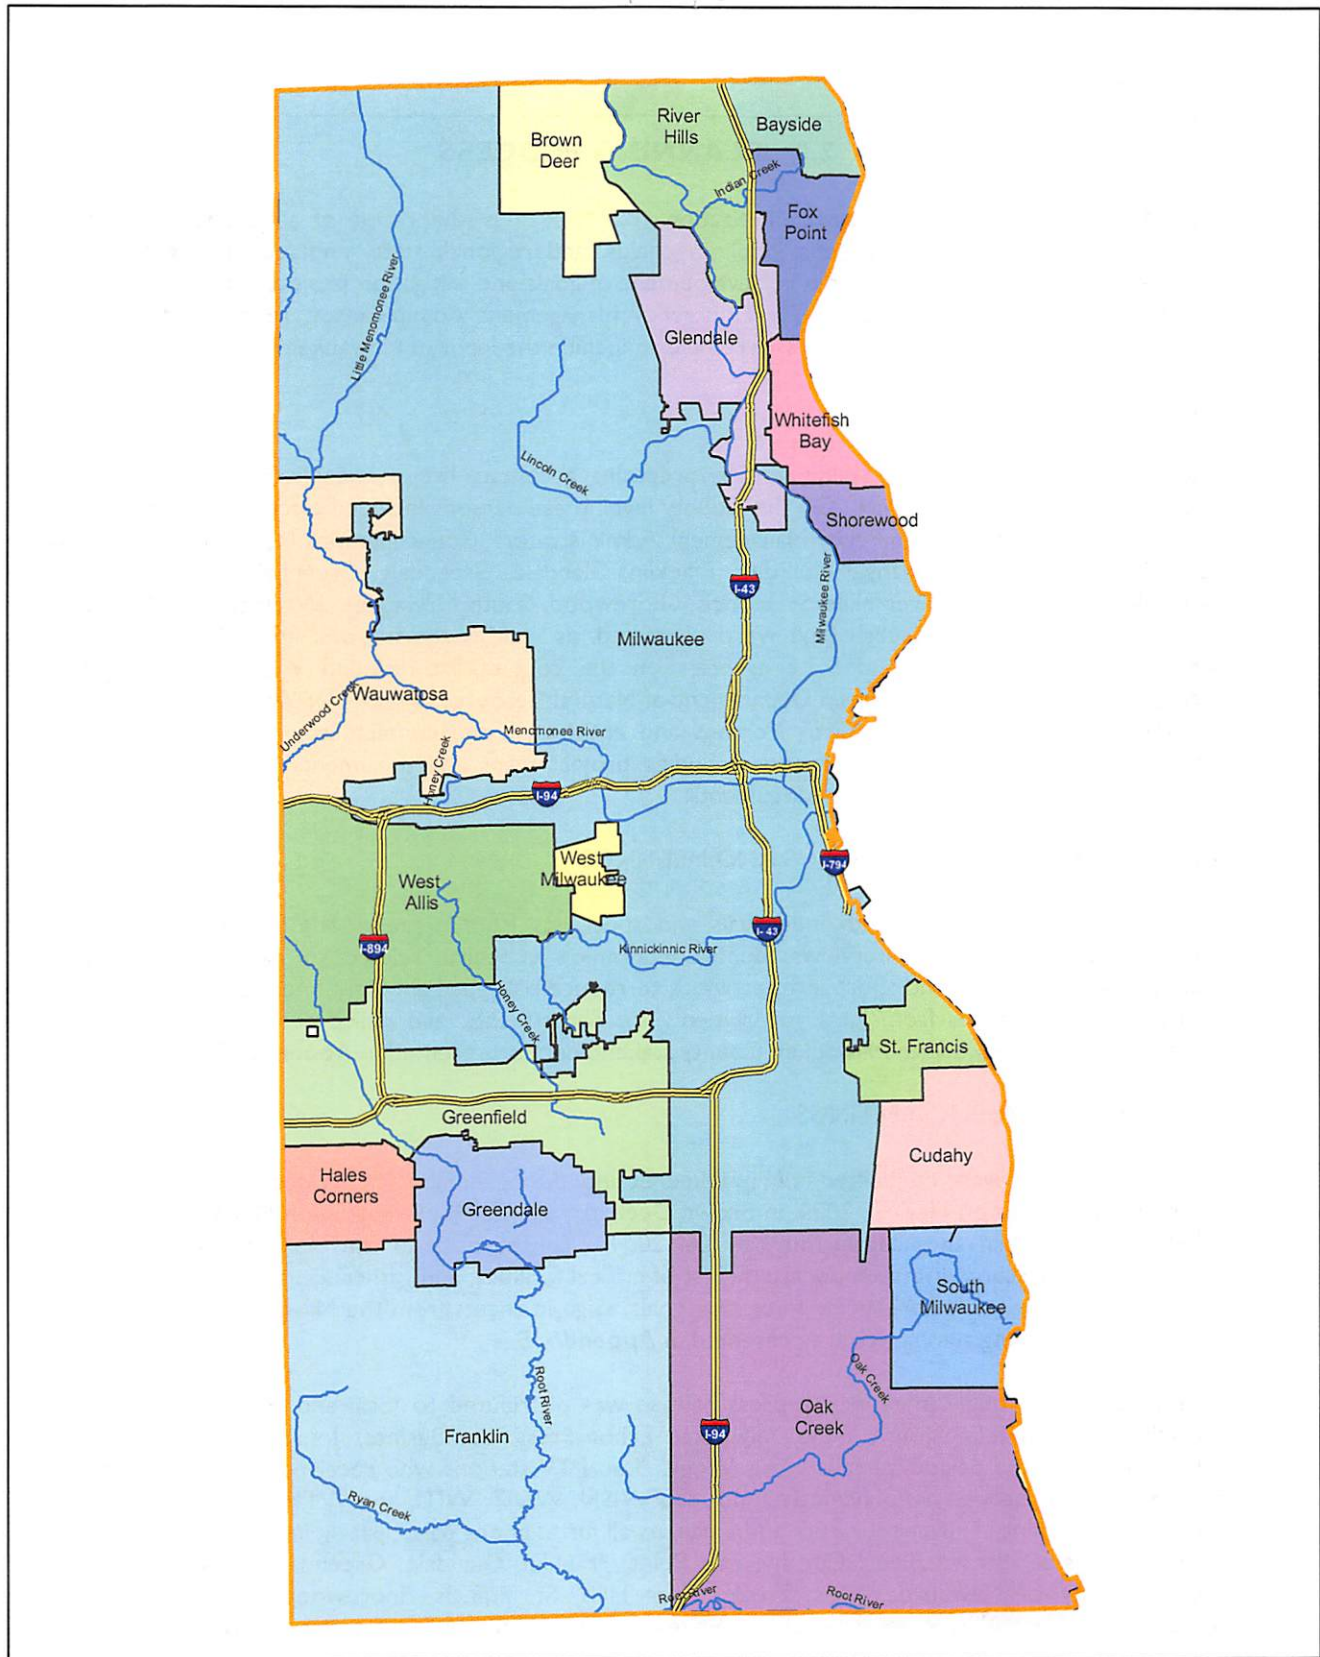 River
Hills
Bayside
Brown
Deer
Indian Creek
Fox
Point
Little Menomonee River
Glendale
Whitefish
Bay
Lincoln Creek
Shorewood
I-43
Milwaukee River
Milwaukee
Wauwatosa
Underwood Creek
Menomonee River
Honey Creek
I-94
West
Milwaukee
I-794
West
Allis
I-43
I-894
Kinnickinnic River
Honey Creek
St. Francis
Greenfield
Cudahy
Hales
Corners
Greendale
South
Milwaukee
Oak Creek
Root River
Oak
Creek
Franklin
I-94
Ryan Creek
Root River
Root River